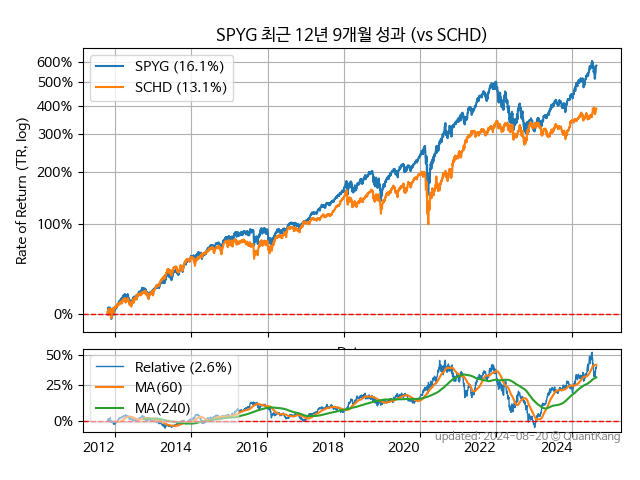 SPYG 최근 12년 9개월 성과 (vs SCHD)
Rate of Return (TR, log)
600%
500%
400%
300%
200%
100%
0%
SPYG (16.1%)
SCHD (13.1%)
50%
25%
0%
Relative (2.6%)
MA(60)
MA(240)
2012 2014 2016 2018 2020 2022 2024
updated: 2024-08-20 © QuantKang